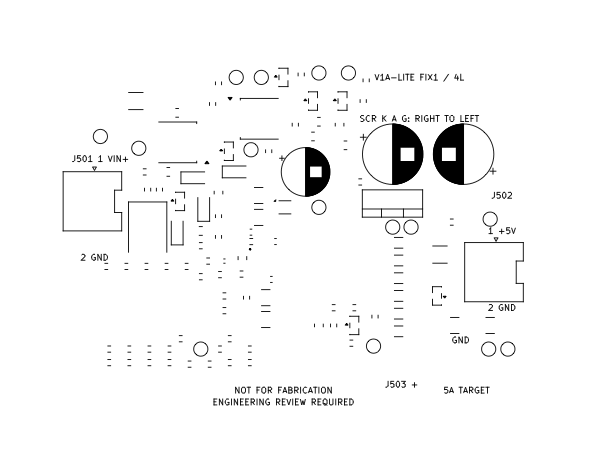 V1A-LITE FIX1 / 4L
SCR K A G: RIGHT TO LEFT
J501 1 VIN+
J502
1 +5V
2 GND
2 GND
GND
J503 +
5A TARGET
NOT FOR FABRICATION
ENGINEERING REVIEW REQUIRED